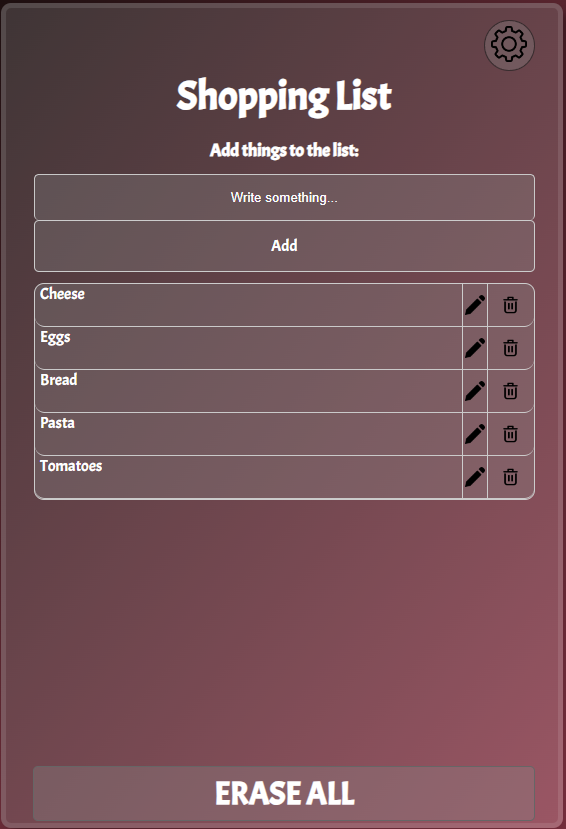 Shopping List
Add things to the list:
Write something...
Add
Cheese
Eggs
Bread
Pasta
Tomatoes
ERASE ALL